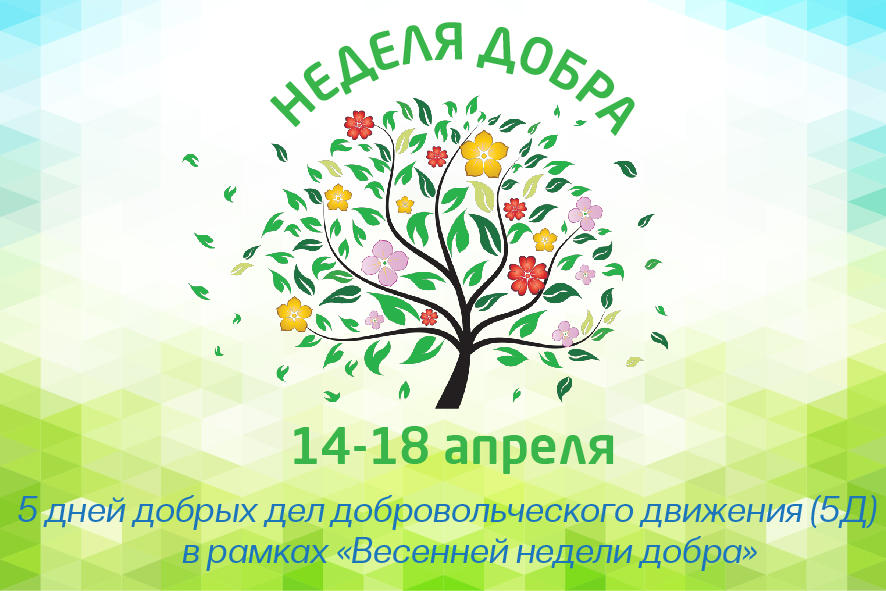 НЕДЕЛЯ ДОБРА
14-18 апреля
5 дней добрых дел добровольческого движения (5Д)
в рамках «Весенней недели добра»